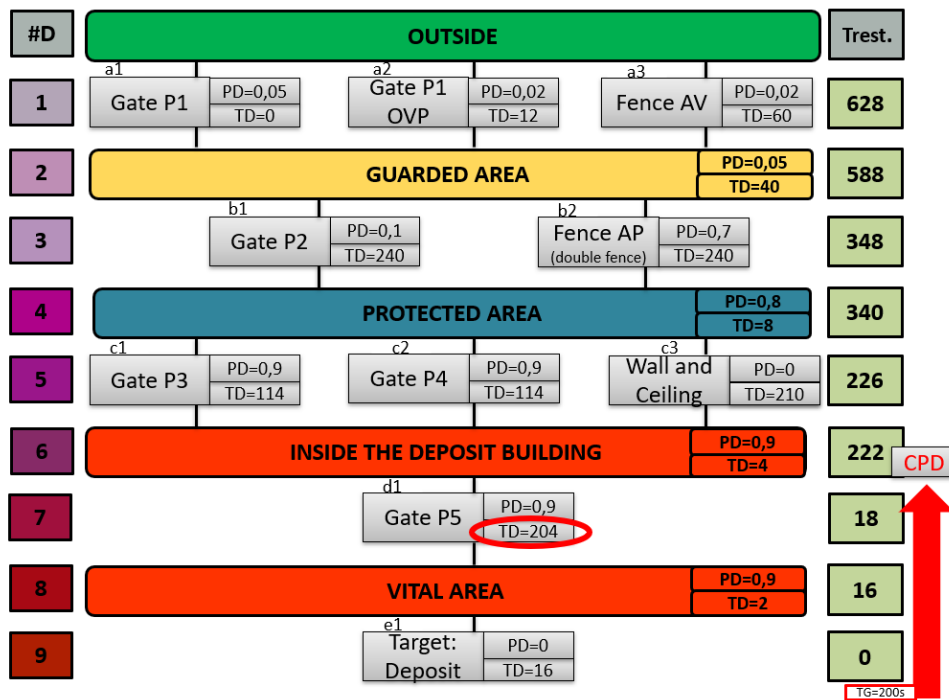 #D
OUTSIDE
Trest.
a1
a2
a3
1
Gate P1
PD=0,05
TD=0
Gate P1
OVP
PD=0,02
TD=12
Fence AV
PD=0,02
TD=60
628
2
GUARDED AREA
PD=0,05
TD=40
588
b1
b2
3
Gate P2
PD=0,1
TD=240
Fence AP
(double fence)
PD=0,7
TD=240
348
4
PROTECTED AREA
PD=0,8
TD=8
340
c1
c2
c3
5
Gate P3
PD=0,9
TD=114
Gate P4
PD=0,9
TD=114
Wall and
Ceiling
PD=0
TD=210
226
6
INSIDE THE DEPOSIT BUILDING
PD=0,9
TD=4
222
CPD
d1
7
Gate P5
PD=0,9
TD=204
18
8
VITAL AREA
PD=0,9
TD=2
16
e1
9
Target:
Deposit
PD=0
TD=16
0
TG=200s